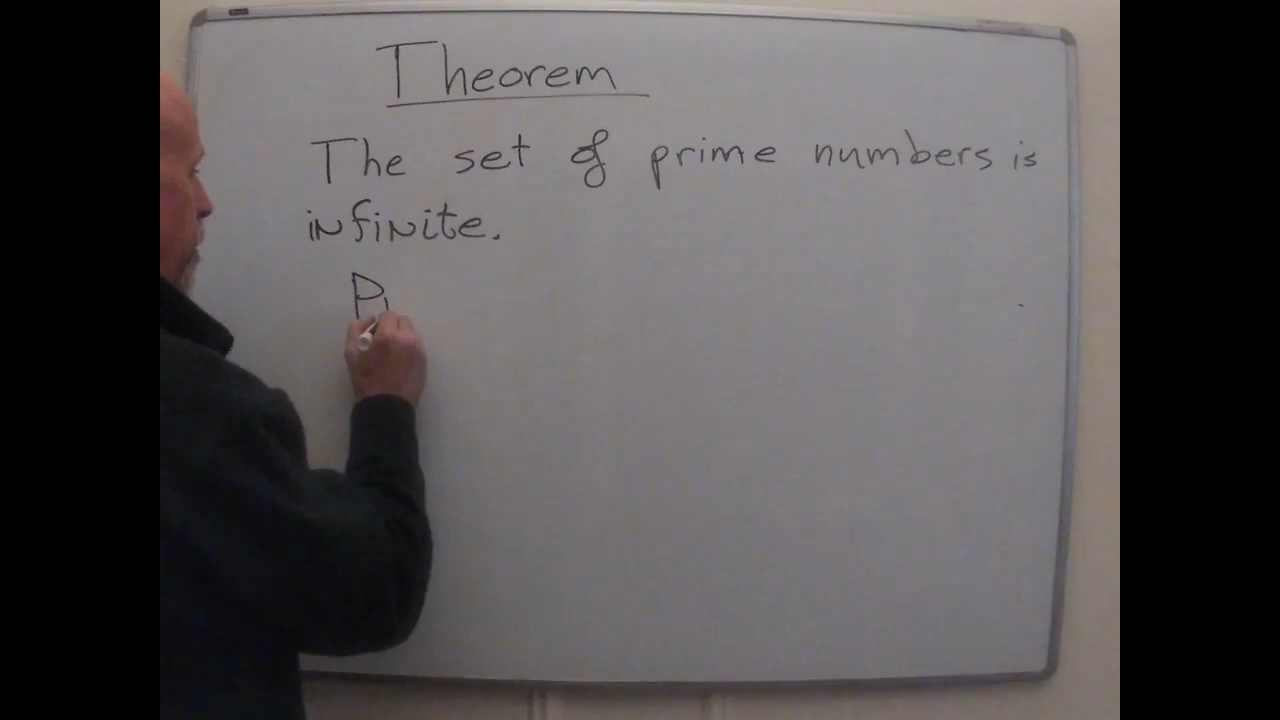 Theorem
The set of prime numbers is
infinite.
P